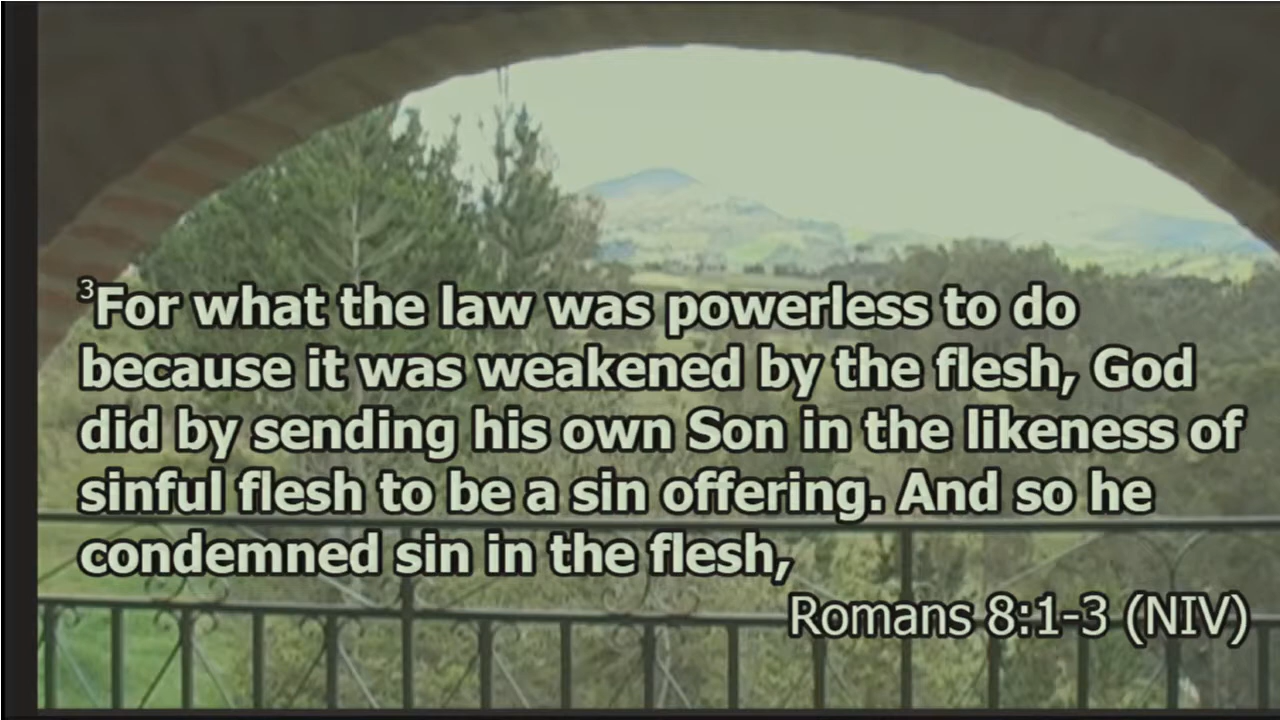 ³For what the law was powerless to do
because it was weakened by the flesh, God
did by sending his own Son in the likeness of
sinful flesh to be a sin offering. And so he
condemned sin in the flesh,
Romans 8:1-3 (NIV)